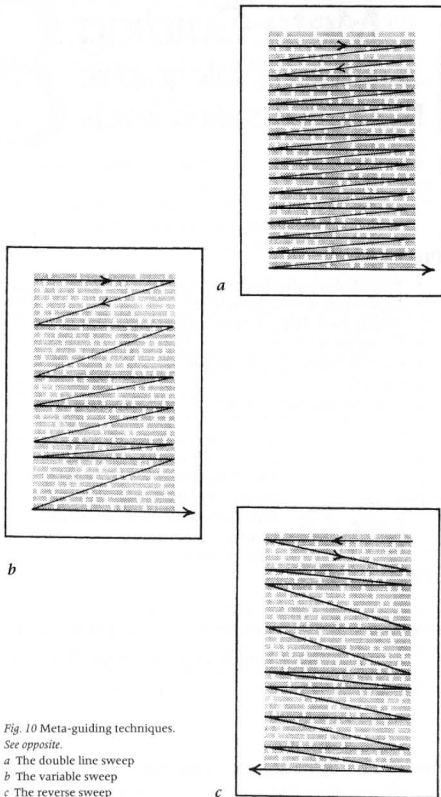 a
b
Fig. 10 Meta-guiding techniques.
See opposite.
a The double line sweep
b The variable sweep
c The reverse sweep
c